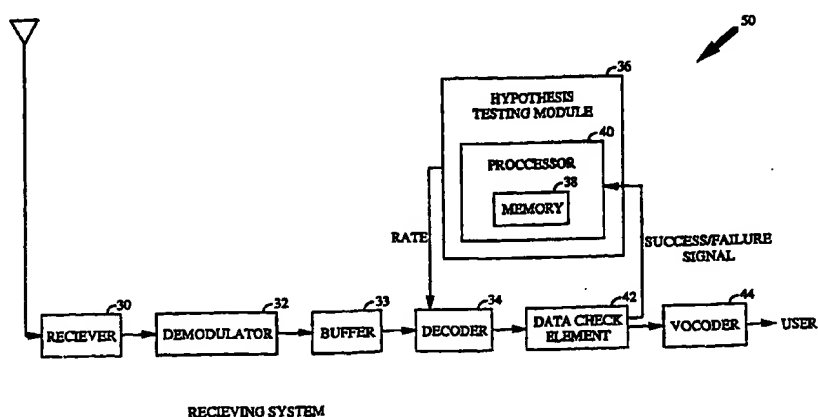 50
36
HYPOTHESIS
TESTING MODULE
40
PROCCESSOR
38
MEMORY
RATE
SUCCESS/FAILURE
SIGNAL
30
RECIEVER
32
DEMODULATOR
33
BUFFER
34
DECODER
42
DATA CHECK
ELEMENT
44
VOCODER
USER
RECIEVING SYSTEM